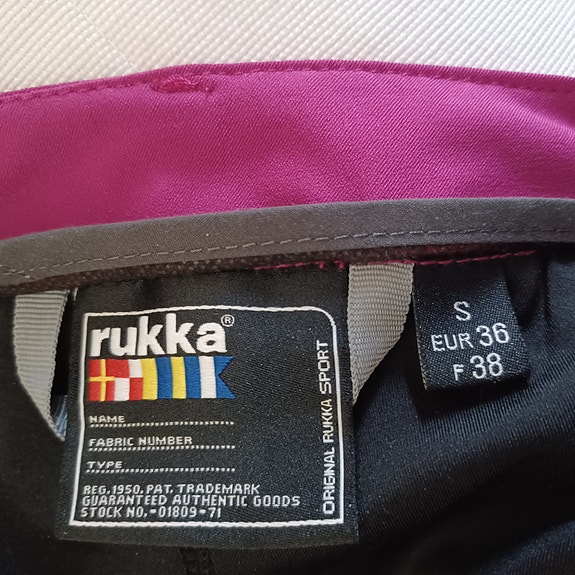 rukka®
NAME
FABRIC NUMBER
TYPE
REG. 1950. PAT. TRADEMARK
GUARANTEED AUTHENTIC GOODS
STOCK NO.-01809-71
ORIGINAL RUKKA SPORT
S
EUR 36
F 38